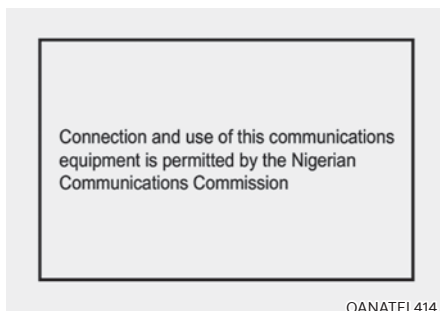 Connection and use of this communications
equipment is permitted by the Nigerian
Communications Commission
OANATEL414